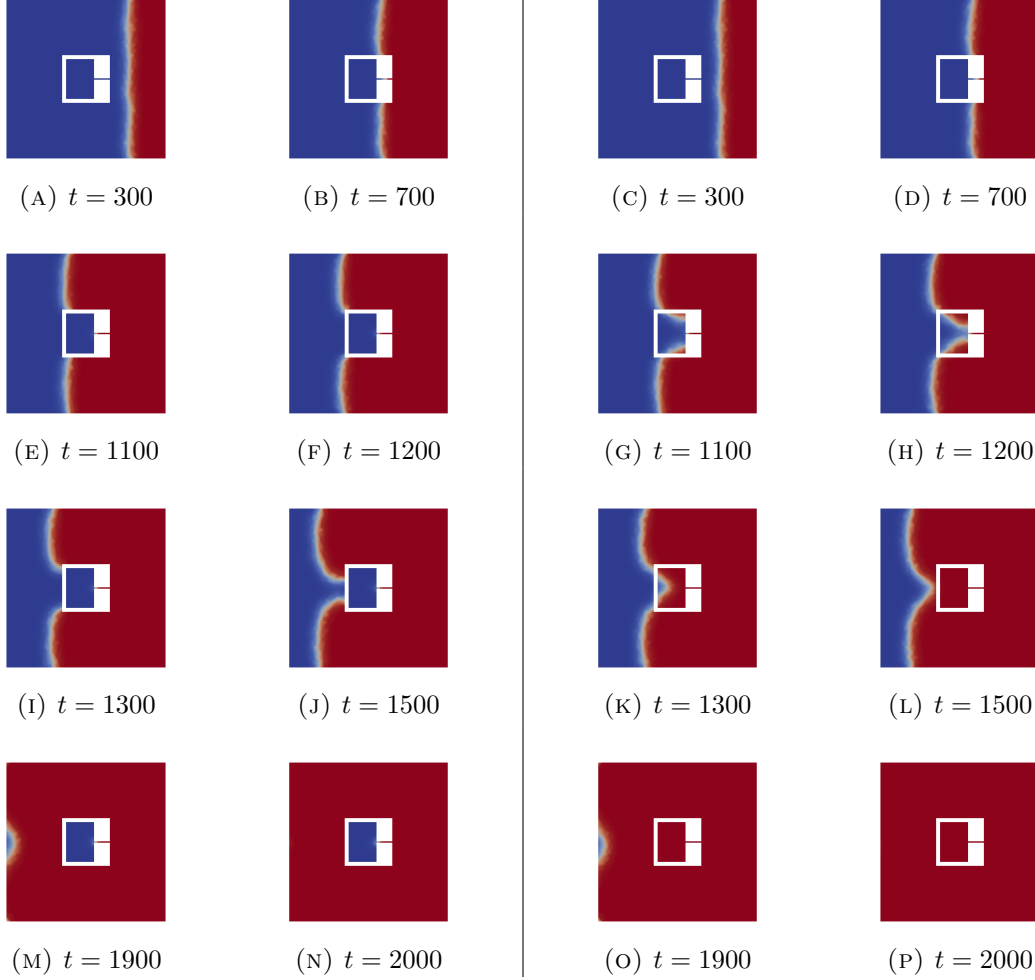 (A) t = 300
(B) t = 700
(C) t = 300
(D) t = 700
(E) t = 1100
(F) t = 1200
(G) t = 1100
(H) t = 1200
(I) t = 1300
(J) t = 1500
(K) t = 1300
(L) t = 1500
(M) t = 1900
(N) t = 2000
(O) t = 1900
(P) t = 2000